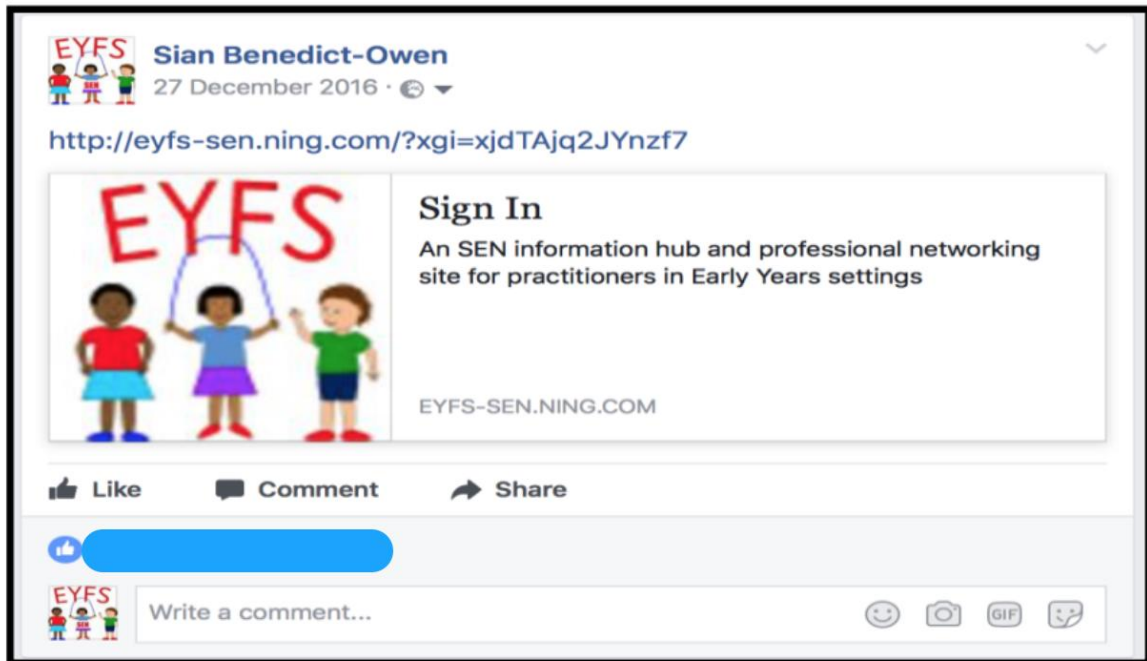 EYFS
SEN
Sian Benedict-Owen
27 December 2016 ·
http://eyfs-sen.ning.com/?xgi=xjdTAjq2JYnzf7
EYFS
Sign In
An SEN information hub and professional networking
site for practitioners in Early Years settings
EYFS-SEN.NING.COM
Like Comment Share
EYFS
SEN
Write a comment...
GIF